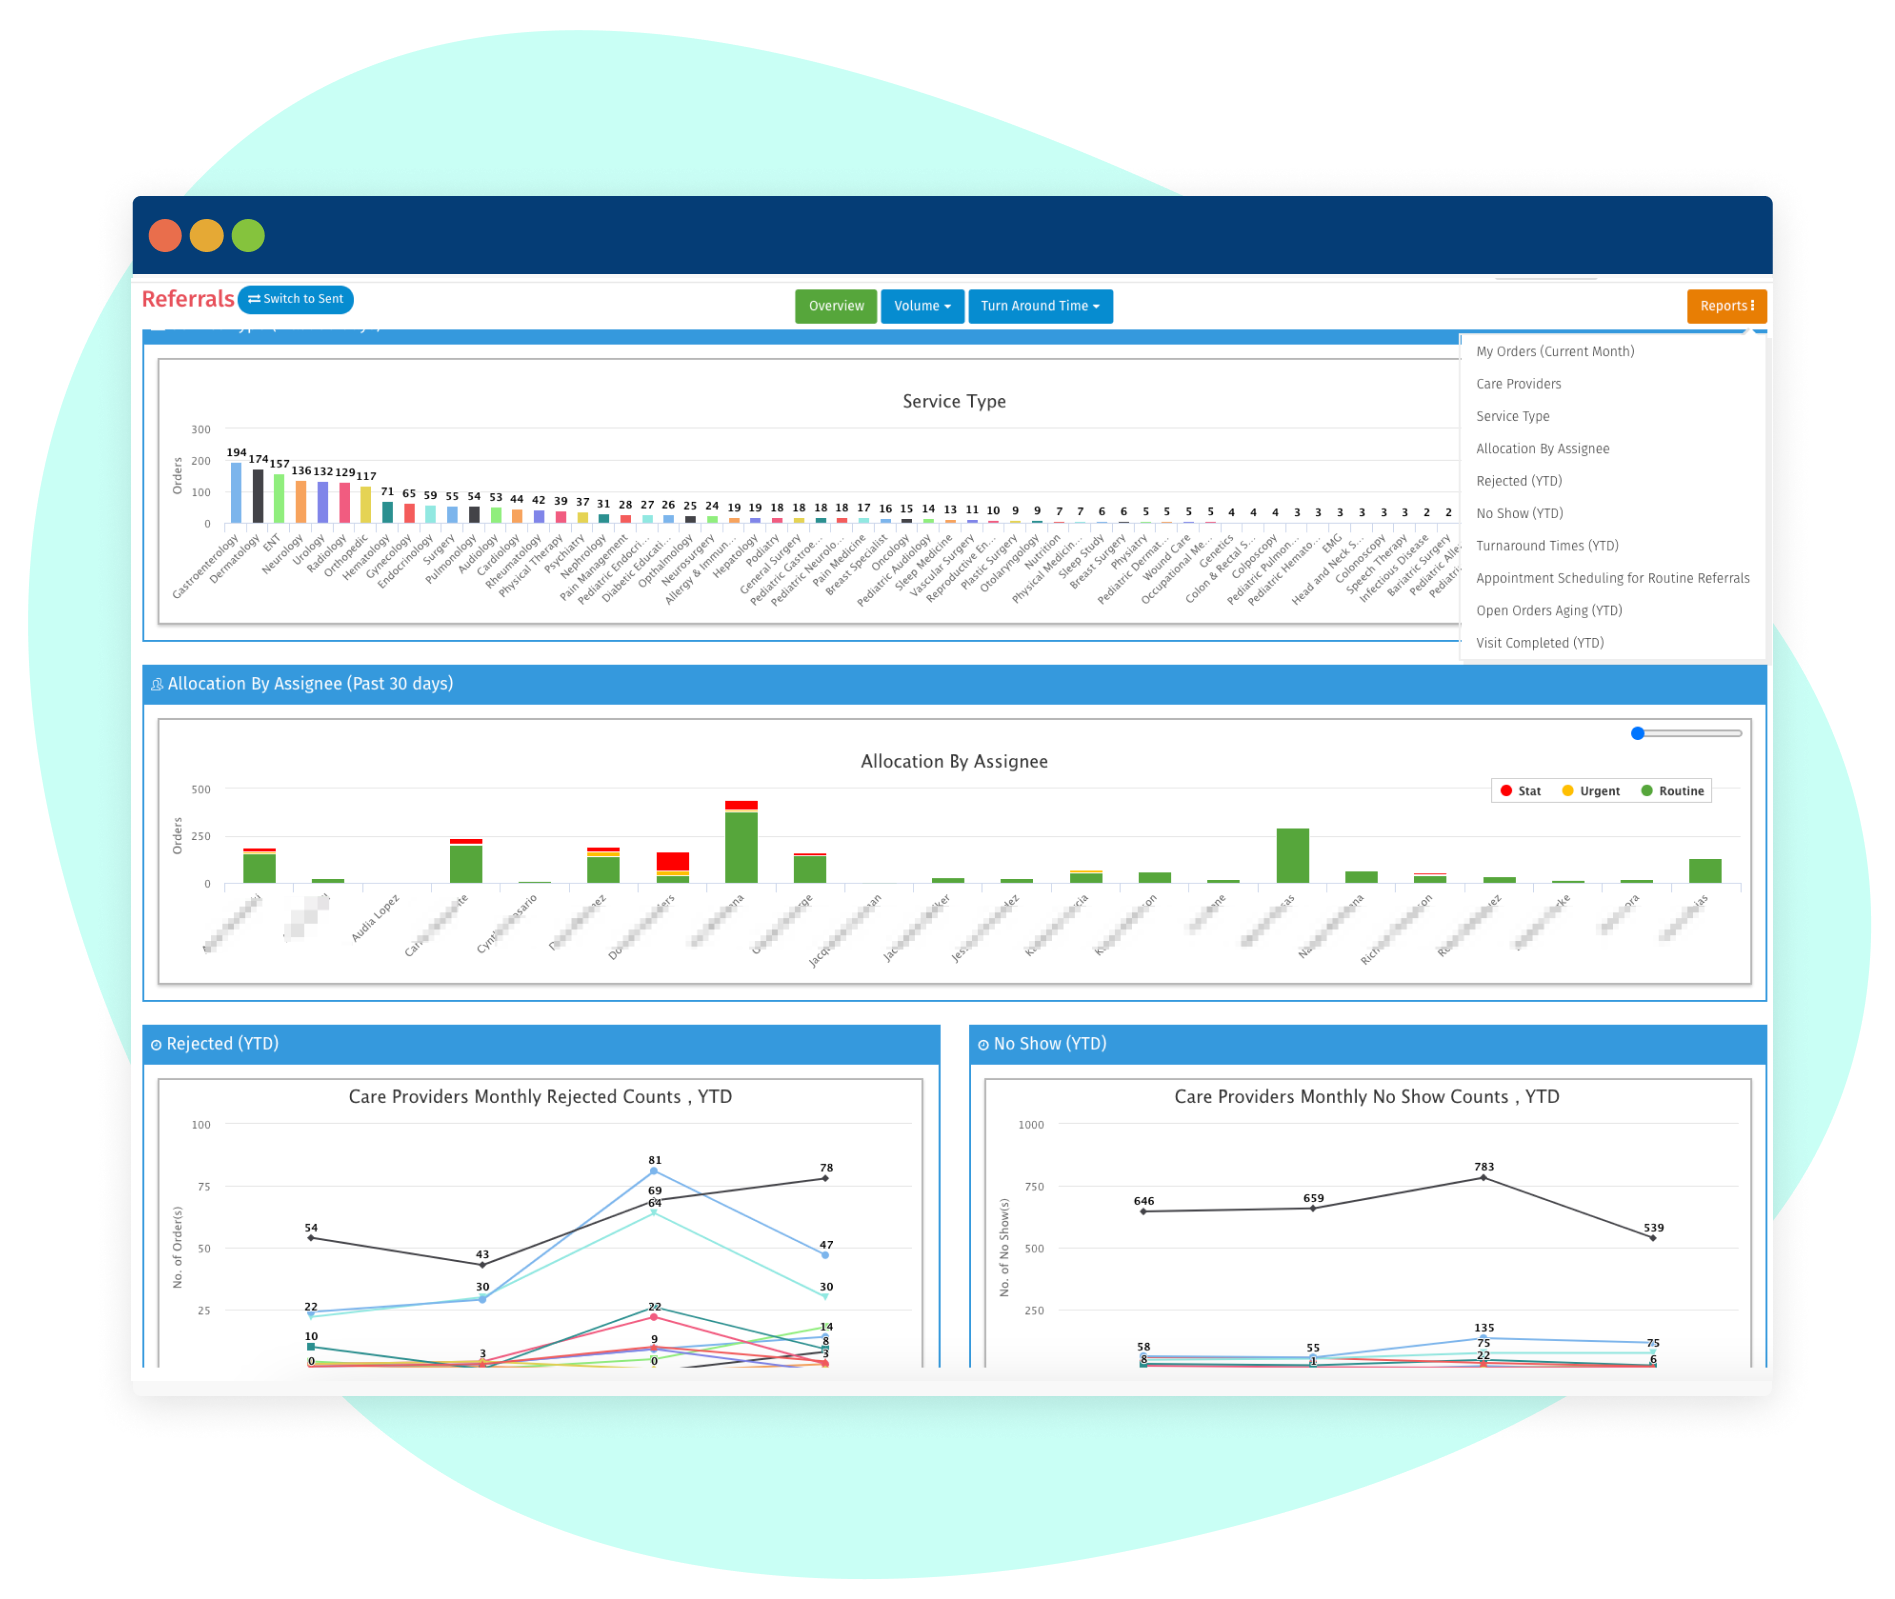 Referrals
Switch to Sent
Overview
Volume
Turn Around Time
Reports
My Orders (Current Month)
Care Providers
Service Type
Allocation By Assignee
Rejected (YTD)
No Show (YTD)
Turnaround Times (YTD)
Appointment Scheduling for Routine Referrals
Open Orders Aging (YTD)
Visit Completed (YTD)
Service Type
Orders
300
200
100
0
194 174 157 136 132 129 117 71 65 59 55 54 53 44 42 39 37 31 28 27 26 25 24 19 19 18 18 18 18 17 16 15 14 13 11 10 9 9 7 7 6 6 5 5 5 5 4 4 4 3 3 3 3 3 3 2 2
Gastroenterology
Dermatology
ENT
Neurology
Urology
Radiology
Orthopedic
Hematology
Gynecology
Endocrinology
Surgery
Pulmonology
Audiology
Cardiology
Rheumatology
Physical Therapy
Psychiatry
Nephrology
Pain Management
Pediatric Endocri...
Diabetic Educati...
Opthalmology
Neurosurgery
Allergy & Immun...
Hepatology
Podiatry
General Surgery
Pediatric Gastroe...
Pediatric Neurolo...
Pain Medicine
Breast Specialist
Oncology
Pediatric Audiology
Sleep Medicine
Vascular Surgery
Reproductive En...
Plastic Surgery
Otolaryngology
Nutrition
Physical Medicin...
Sleep Study
Breast Surgery
Physiatry
Pediatric Dermat...
Wound Care
Occupational Me...
Genetics
Colon & Rectal S...
Colposcopy
Pediatric Pulmon...
Pediatric Hemato...
EMG
Head and Neck S...
Colonoscopy
Speech Therapy
Infectious Disease
Bariatric Surgery
Pediatric Alle...
Allocation By Assignee (Past 30 days)
Allocation By Assignee
Stat
Urgent
Routine
Orders
500
250
0
Audia Lopez
Rejected (YTD)
Care Providers Monthly Rejected Counts , YTD
No. of Order(s)
100
75
50
25
81
78
69
64
54
43
47
30
30
22
22
10
14
8
9
3
3
0
0
No Show (YTD)
Care Providers Monthly No Show Counts , YTD
No. of No Show(s)
1000
750
500
250
646
659
783
539
135
58
55
75
75
22
8
1
6